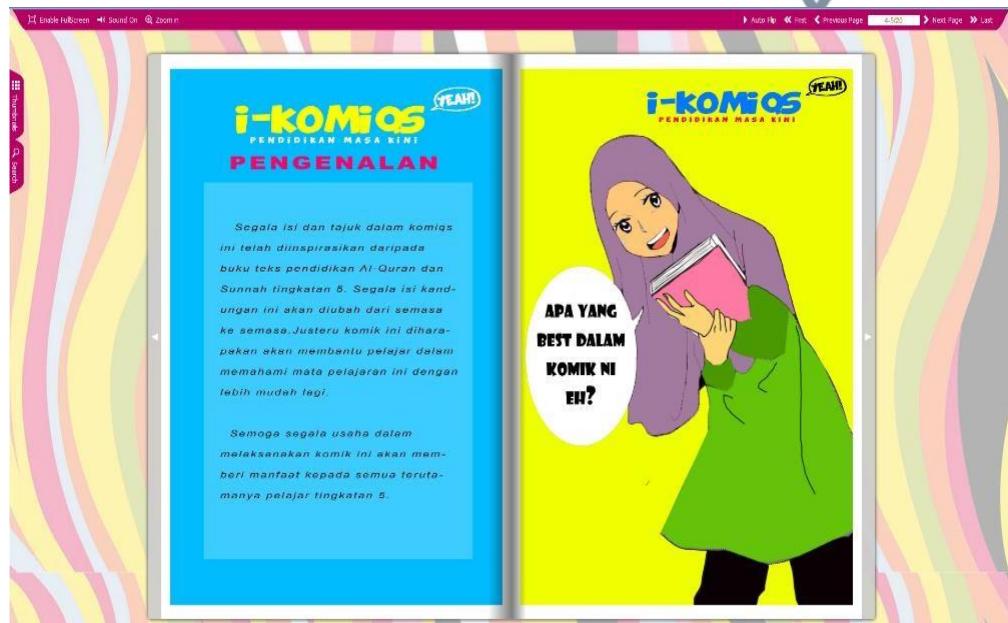 Enable FullScreen Sound On Zoom in
Auto Flip First Previous Page 4-5/20 Next Page Last
Thumbnails
Search
YEAH!
i-KOMiQS
PENDIDIKAN MASA KINI
PENGENALAN
Segala isi dan tajuk dalam komiqs
ini telah diinspirasikan daripada
buku teks pendidikan Al-Quran dan
Sunnah tingkatan 5. Segala isi kand-
ungan ini akan diubah dari semasa
ke semasa.Justeru komik ini dihara-
pakan akan membantu pelajar dalam
memahami mata pelajaran ini dengan
lebih mudah lagi.
Semoga segala usaha dalam
melaksanakan komik ini akan mem-
beri manfaat kepada semua teruta-
manya pelajar tingkatan 5.
YEAH!
i-KOMiQS
PENDIDIKAN MASA KINI
APA YANG
BEST DALAM
KOMIK NI
EH?